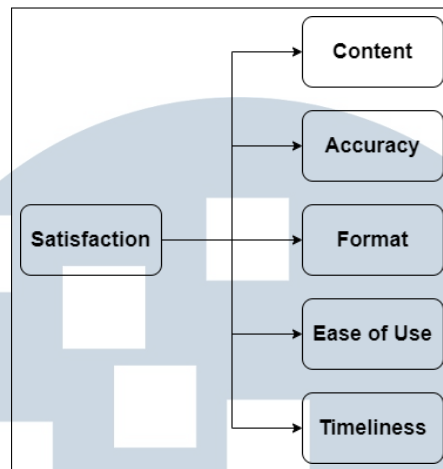 Content
Accuracy
Satisfaction
Format
Ease of Use
Timeliness